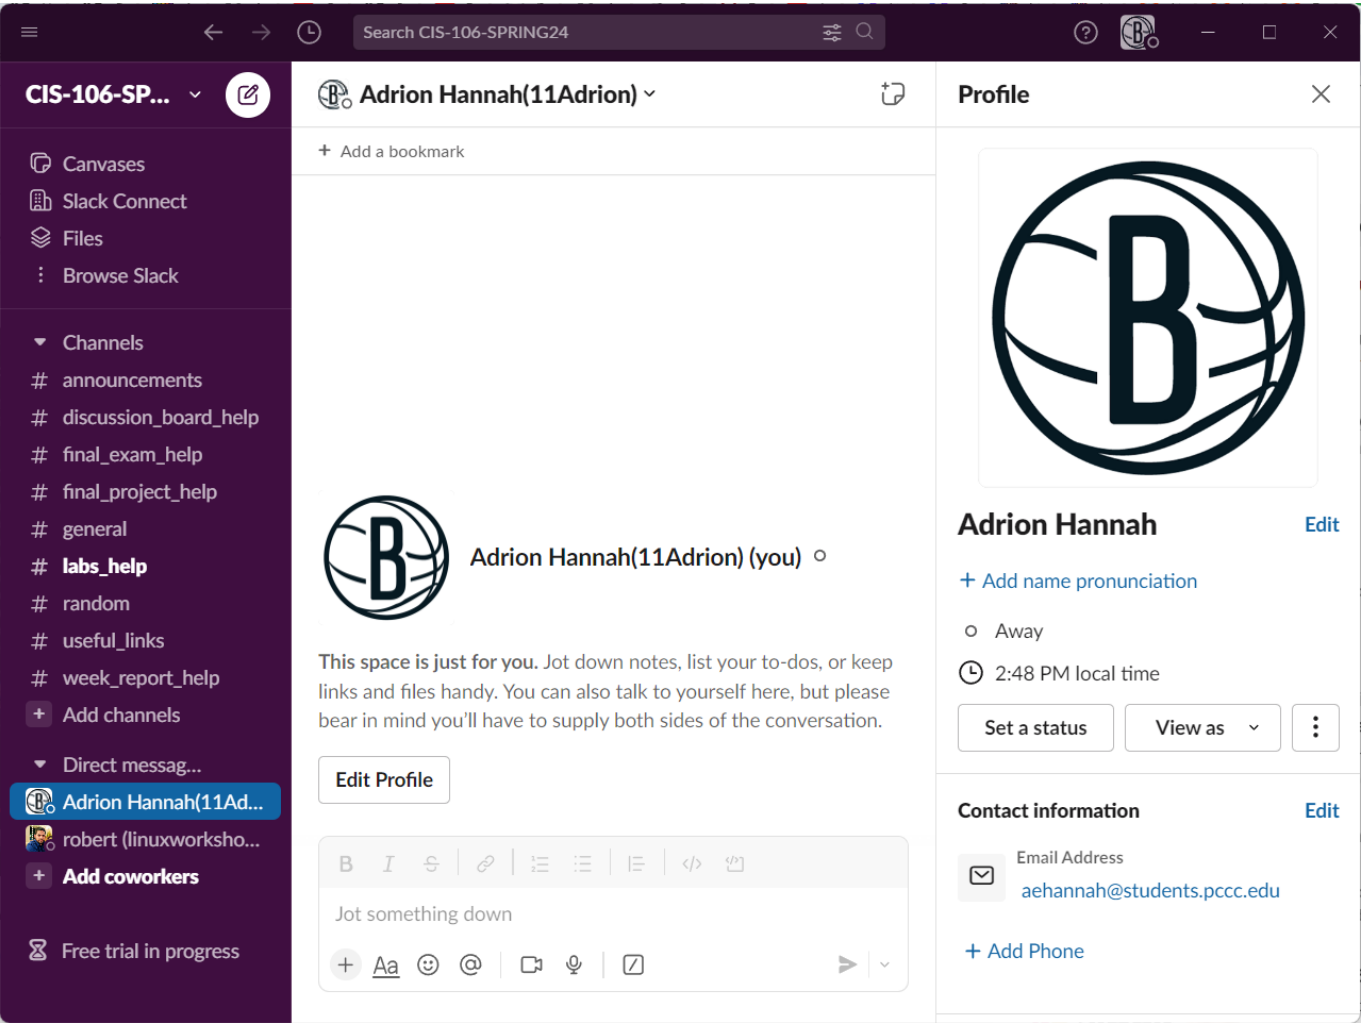 Search CIS-106-SPRING24
CIS-106-SP...
Canvases
Slack Connect
Files
Browse Slack
Channels
# announcements
# discussion_board_help
# final_exam_help
# final_project_help
# general
# labs_help
# random
# useful_links
# week_report_help
+ Add channels
Direct messag...
B Adrion Hannah(11Ad...
robert (linuxworksho...
+ Add coworkers
Free trial in progress
B Adrion Hannah(11Adrion)
+ Add a bookmark
B
Adrion Hannah(11Adrion) (you)
This space is just for you. Jot down notes, list your to-dos, or keep
links and files handy. You can also talk to yourself here, but please
bear in mind you'll have to supply both sides of the conversation.
Edit Profile
B I S
Jot something down
+ Aa @
Profile
B
Adrion Hannah Edit
+ Add name pronunciation
Away
2:48 PM local time
Set a status View as
Contact information Edit
Email Address
aehannah@students.pccc.edu
+ Add Phone